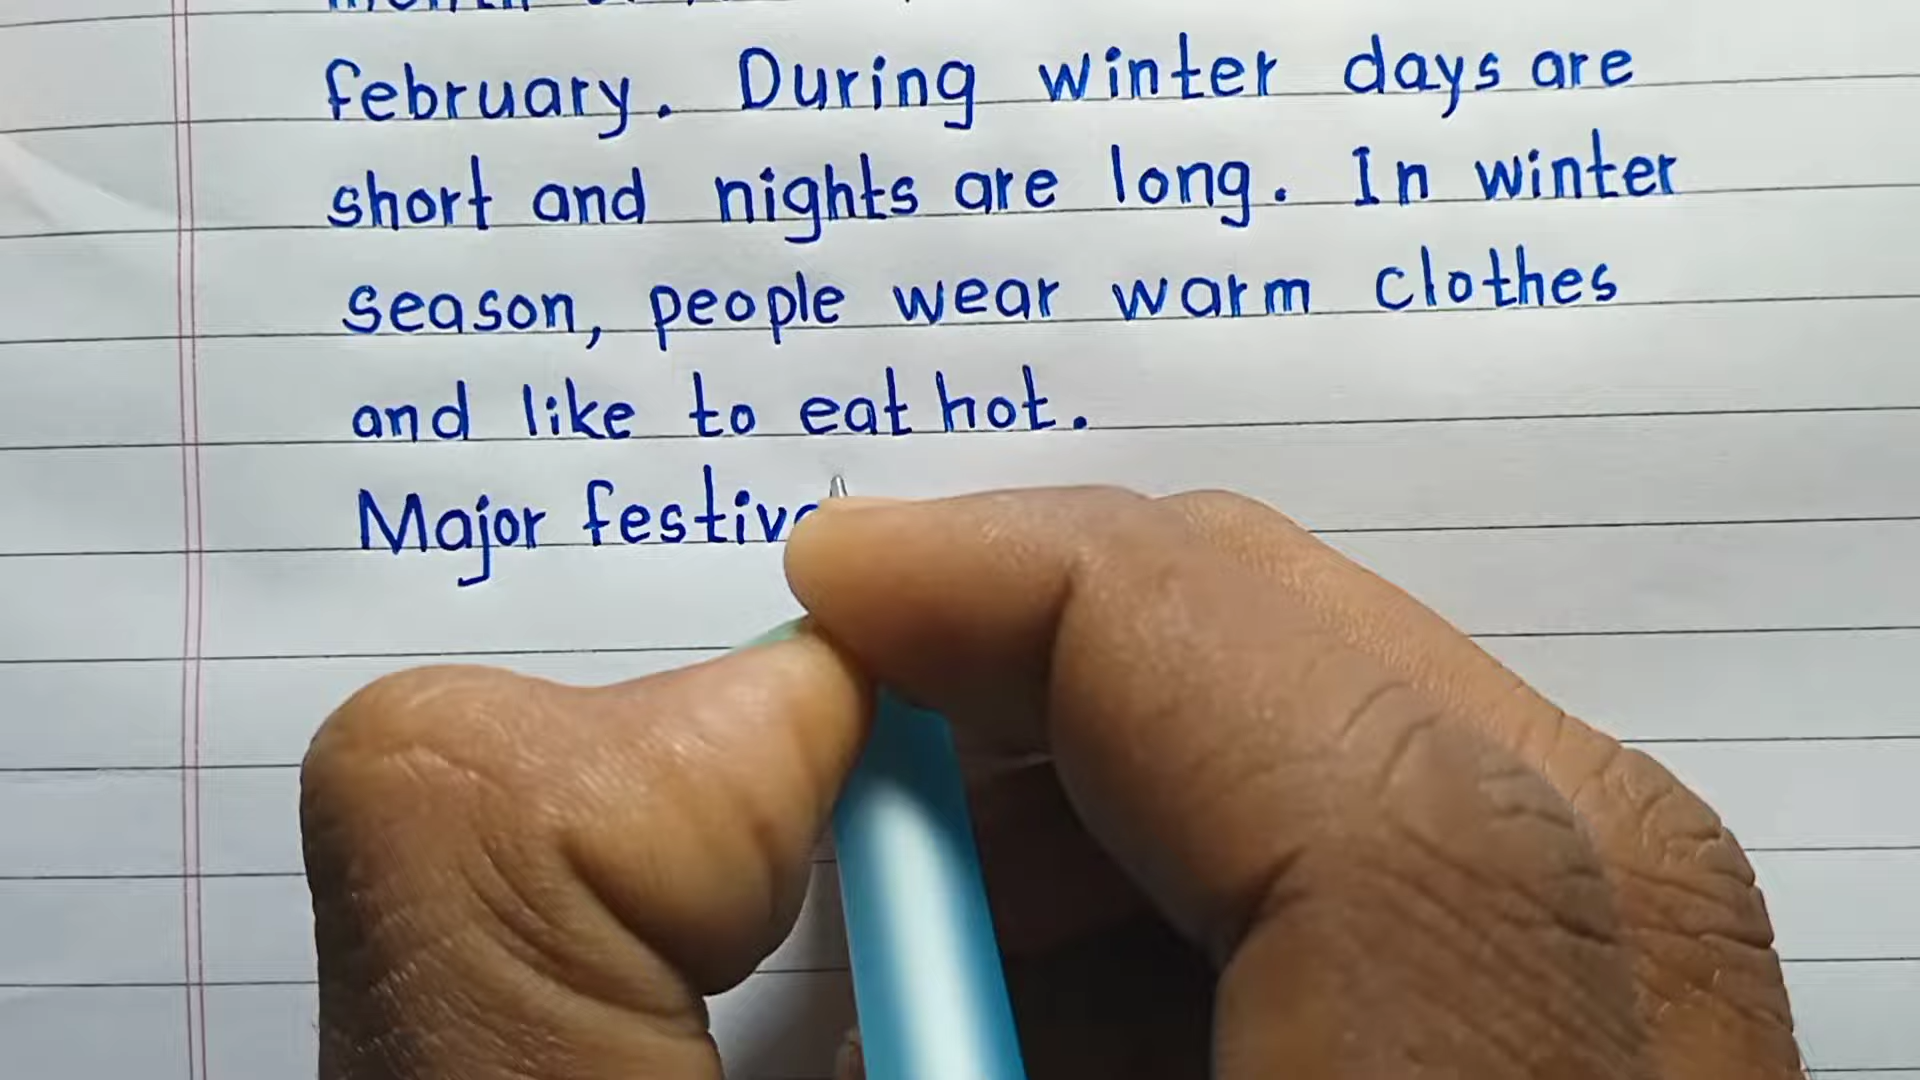 february. During winter days are
short and nights are long. In winter
season, people wear warm clothes
and like to eat hot.
Major